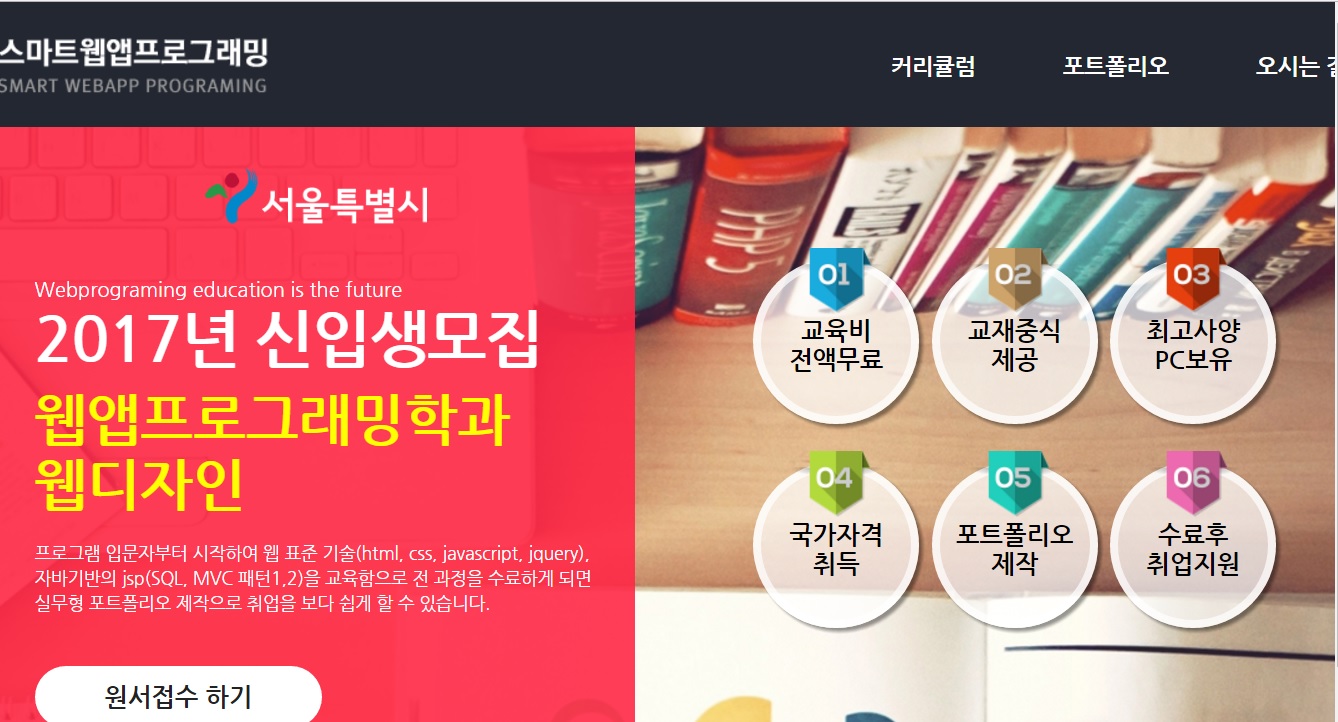 스마트웹앱프로그래밍
SMART WEBAPP PROGRAMING
커리큘럼
포트폴리오
오시는
서울특별시
Webprograming education is the future
2017년 신입생모집
웹앱프로그래밍학과
웹디자인
프로그램 입문자부터 시작하여 웹 표준 기술(html, css, javascript, jquery),
자바기반의 jsp(SQL, MVC 패턴1,2)을 교육함으로 전 과정을 수료하게 되면
실무형 포트폴리오 제작으로 취업을 보다 쉽게 할 수 있습니다.
원서접수 하기
PHP 5
01
교육비
전액무료
02
교재중식
제공
03
최고사양
PC보유
04
국가자격
취득
05
포트폴리오
제작
06
수료후
취업지원